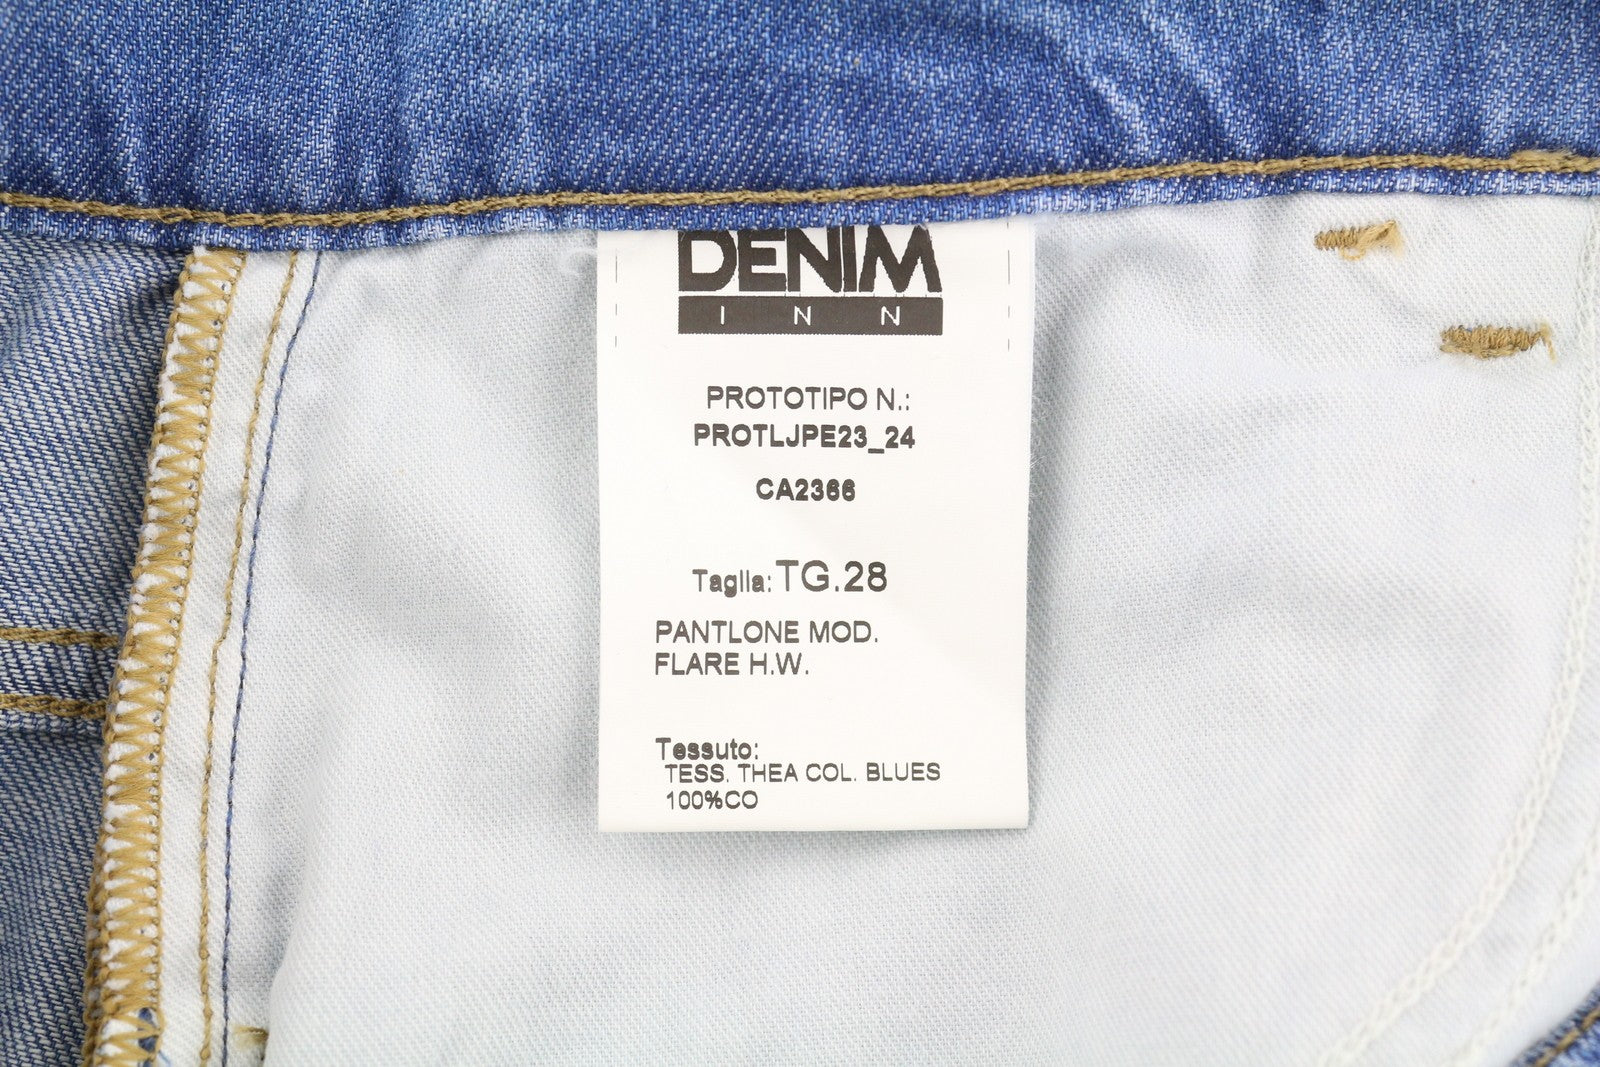 DENIM
INN
PROTOTIPO N.:
PROTLJPE23_24
CA2366
Taglia: TG.28
PANTLONE MOD.
FLARE H.W.
Tessuto:
TESS. THEA COL. BLUES
100%CO